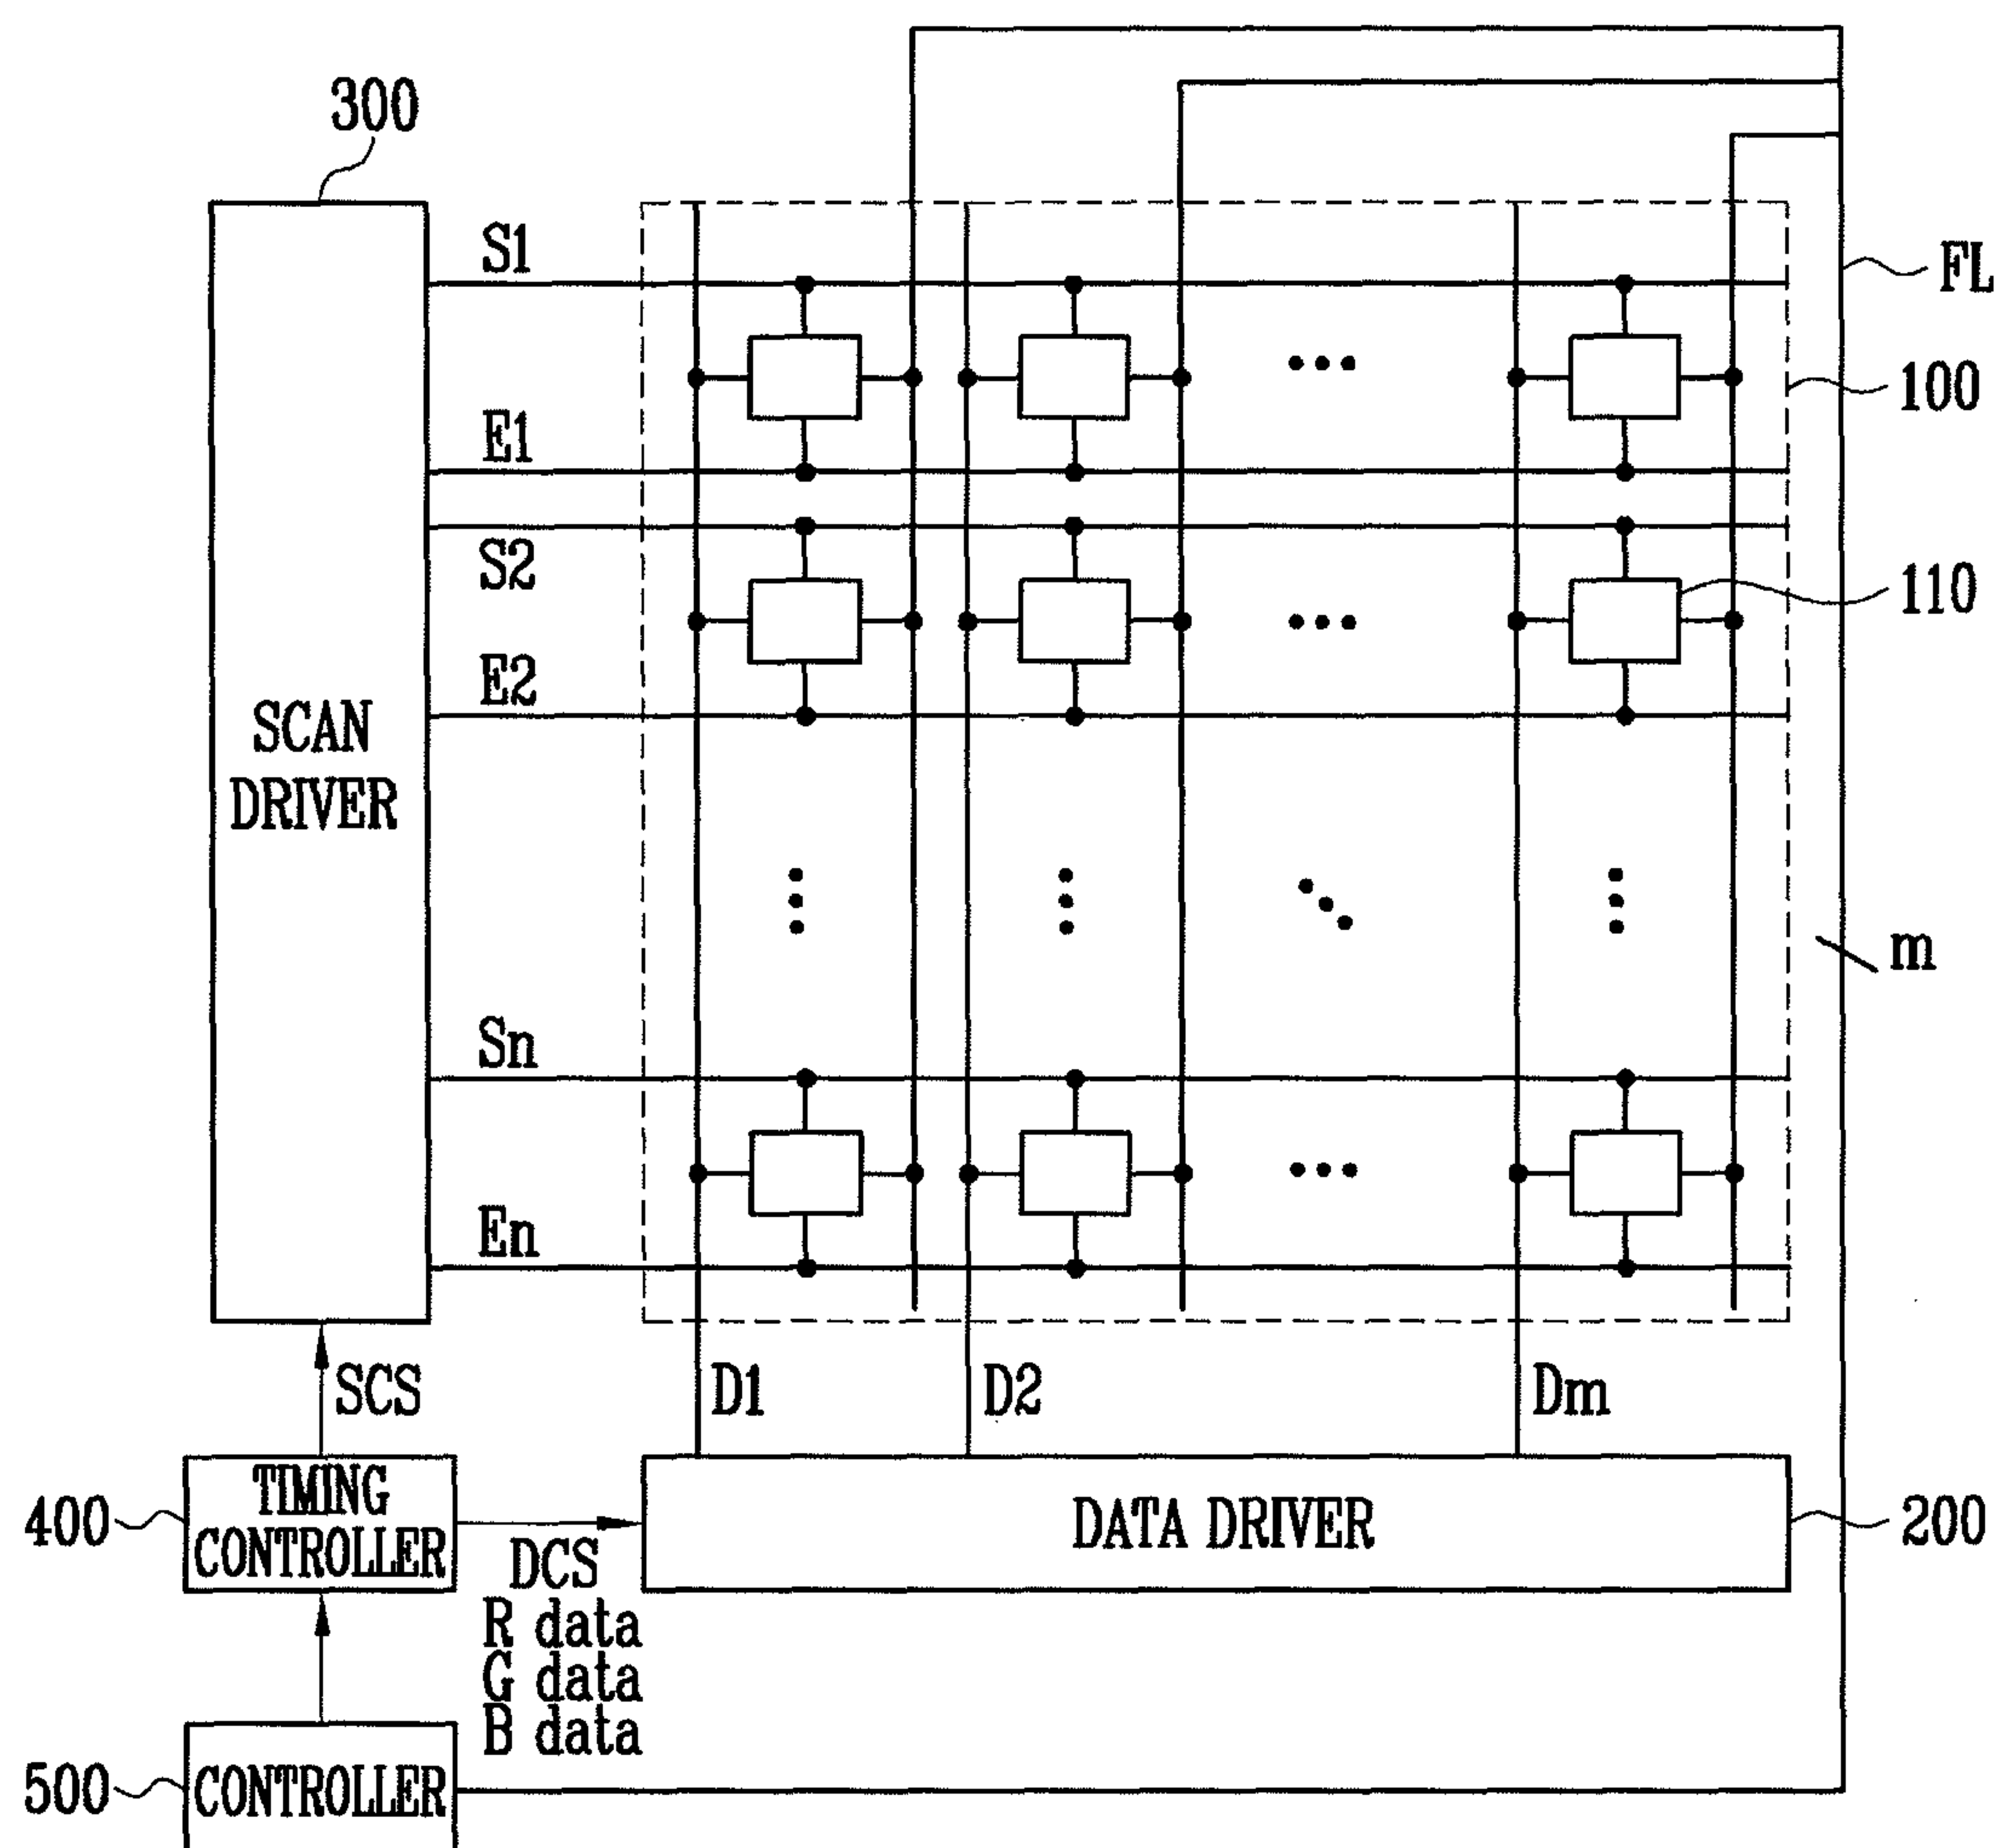 300
S1
FL
100
E1
S2
110
E2
SCAN
DRIVER
m
Sn
En
SCS
D1
D2
Dm
400
TIMING
CONTROLLER
DATA DRIVER
200
DCS
R data
G data
B data
500
CONTROLLER